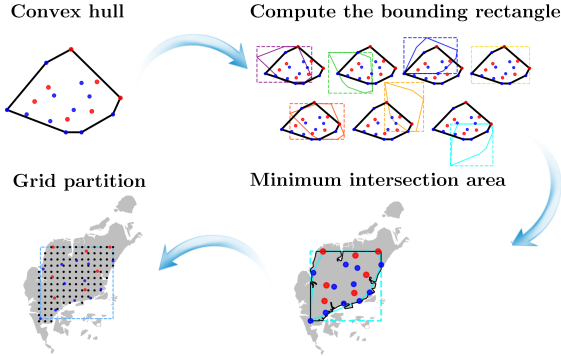 Convex hull
Compute the bounding rectangle
Grid partition
Minimum intersection area